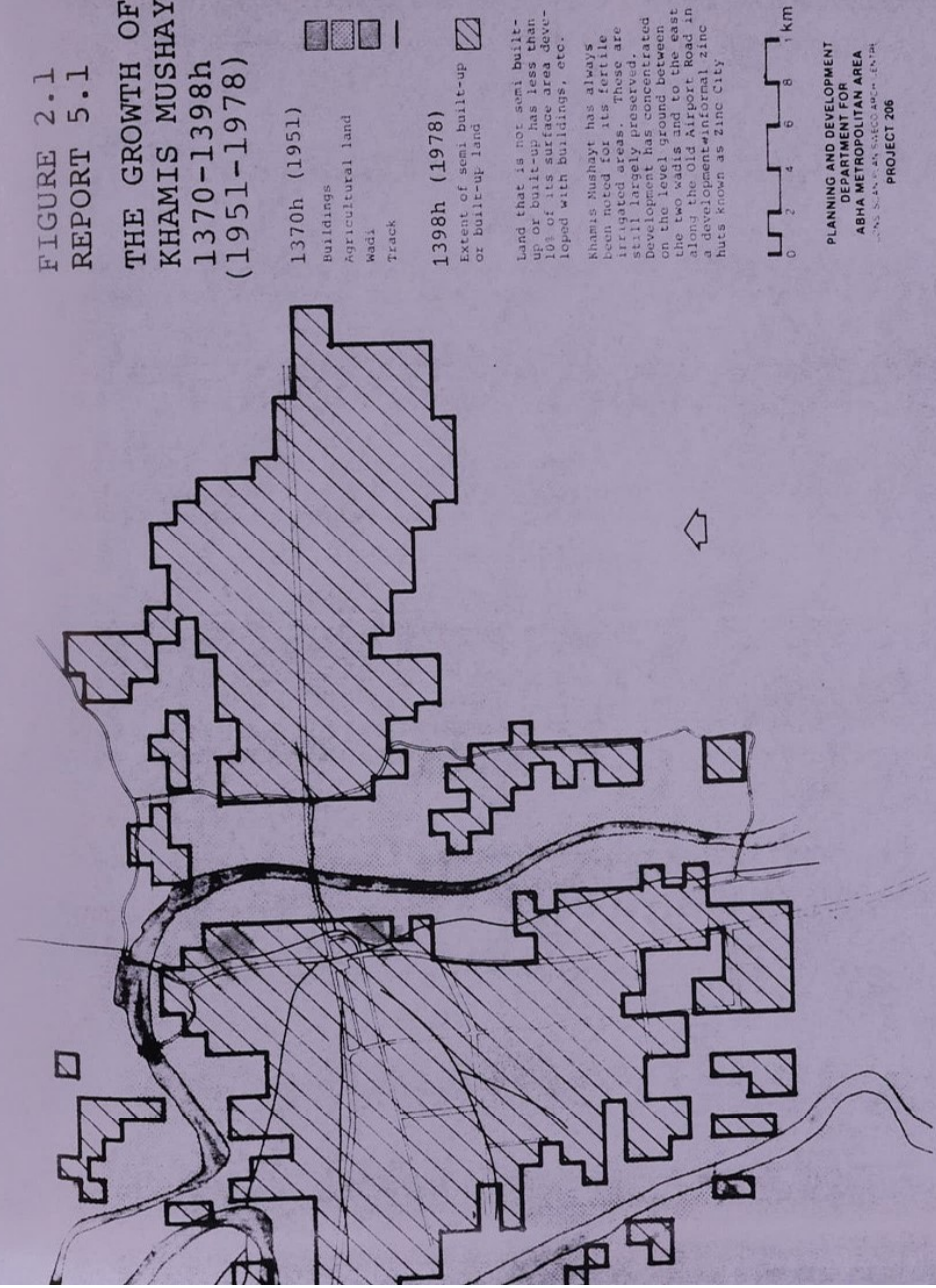 FIGURE 2.1
REPORT 5.1
THE GROWTH OF
KHAMIS MUSHAY
1370-1398h
(1951-1978)
1370h (1951)
Buildings
Agricultural land
Wadi
Track
1398h (1978)
Extent of semi built-up
or built-up land
Land that is not semi built-
up or built-up has less than
10% of its surface area deve-
loped with buildings, etc.
Khamis Mushayt has always
been noted for its fertile
irrigated areas. These are
still largely preserved.
Development has concentrated
on the level ground between
the two wadis and to the east
along the Old Airport Road in
a development#informal zinc
huts known as Zinc City
0 2 4 6 8 1 km
PLANNING AND DEVELOPMENT
DEPARTMENT FOR
ABHA METROPOLITAN AREA
PROJECT 206